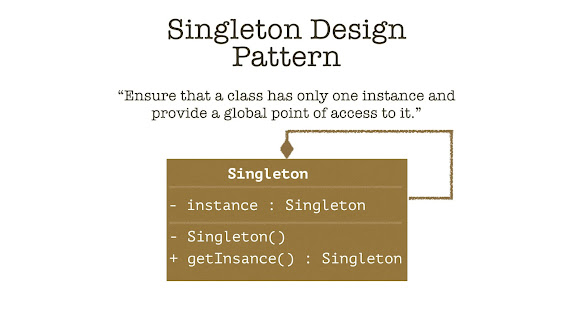 Singleton Design
Pattern
“Ensure that a class has only one instance and
provide a global point of access to it.”
Singleton
- instance : Singleton
- Singleton()
+ getInsance() : Singleton